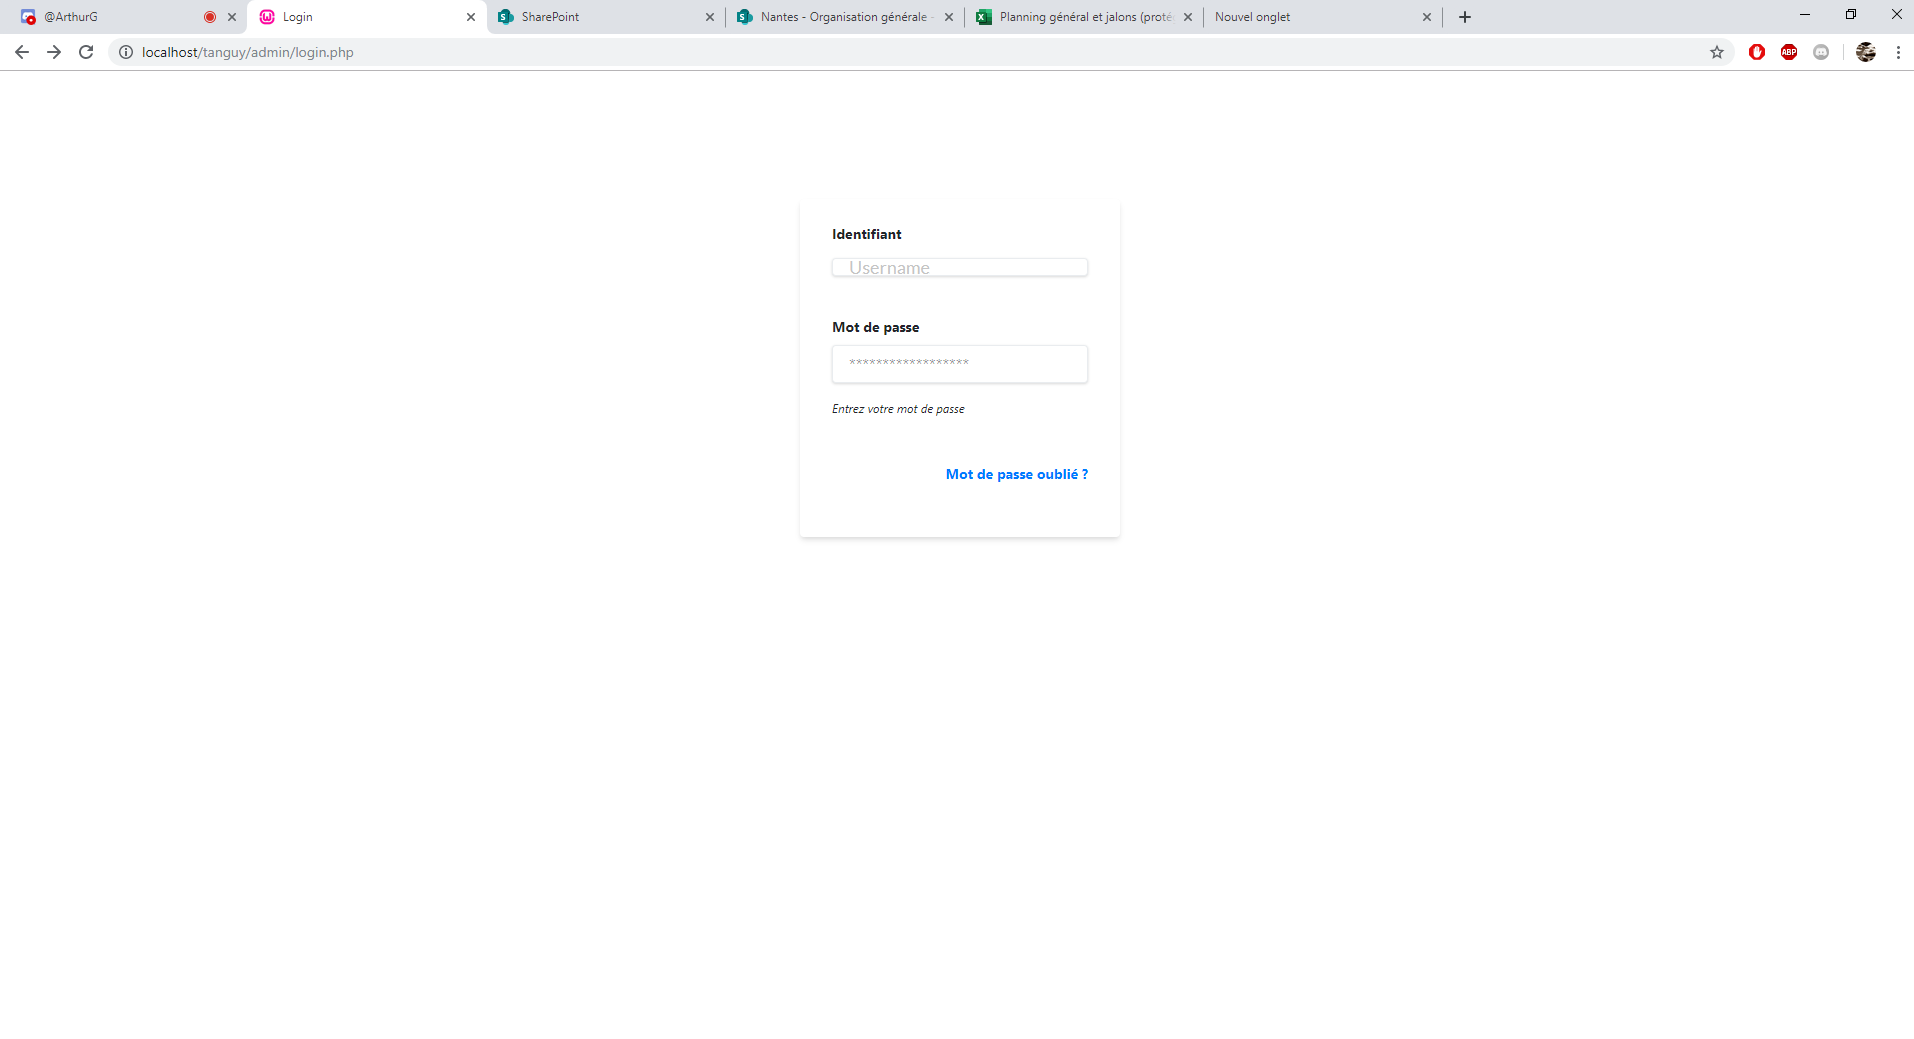 @ArthurG
Login
SharePoint
Nantes - Organisation générale -
Planning général et jalons (proté
Nouvel onglet
localhost/tanguy/admin/login.php
ABP
Identifiant
Username
Mot de passe
******************
Entrez votre mot de passe
Mot de passe oublié ?